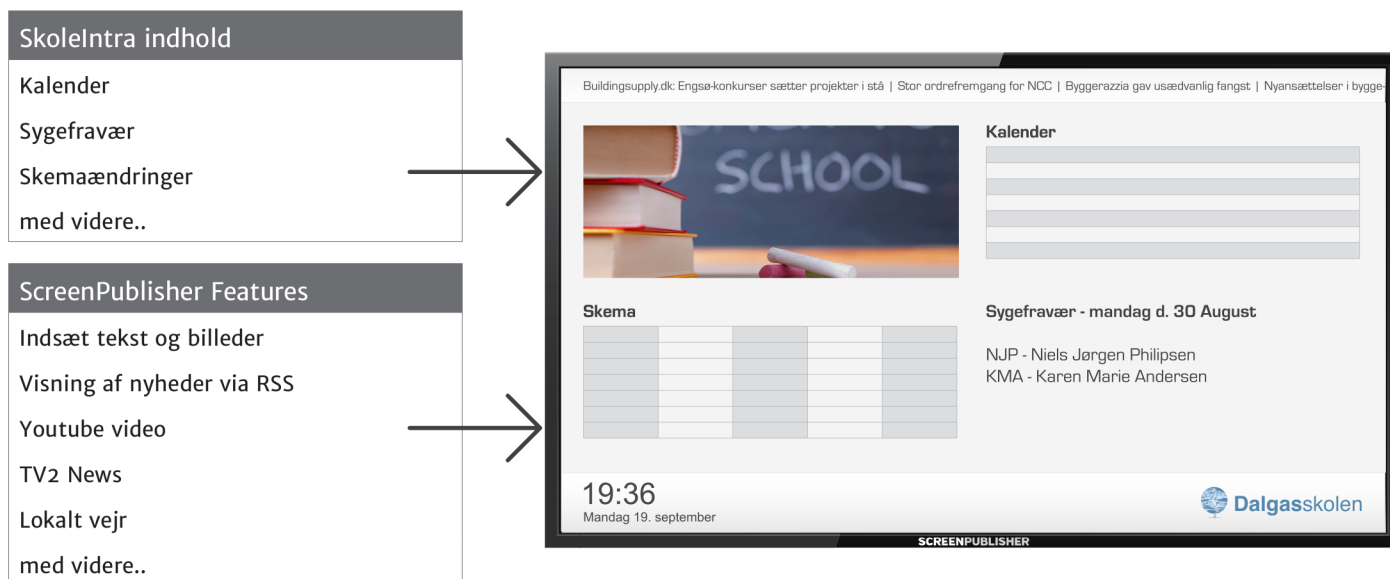 SkoleIntra indhold
Kalender
Sygefravær
Skemaændringer
med videre..
ScreenPublisher Features
Indsæt tekst og billeder
Visning af nyheder via RSS
Youtube video
TV2 News
Lokalt vejr
med videre..
Buildingsupply.dk: Engsø-konkurser sætter projekter i stå | Stor ordrefremgang for NCC | Byggerazzia gav usædvanlig fangst | Nyansættelser i bygge-
SCHOOL
Kalender
Skema
Sygefravær - mandag d. 30 August
NJP - Niels Jørgen Philipsen
KMA - Karen Marie Andersen
19:36
Mandag 19. september
Dalgasskolen
SCREENPUBLISHER